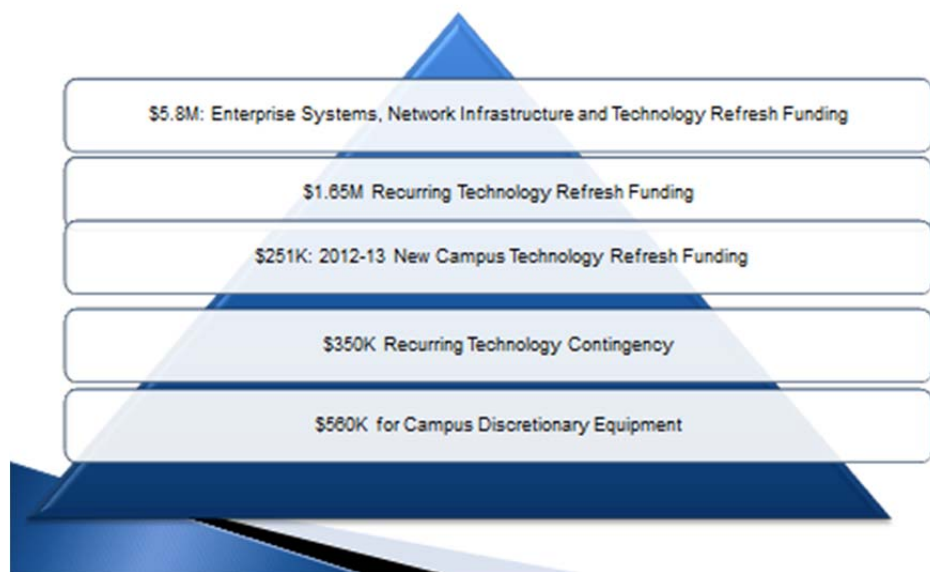 $5.8M: Enterprise Systems, Network Infrastructure and Technology Refresh Funding
$1.65M Recurring Technology Refresh Funding
$251K: 2012-13 New Campus Technology Refresh Funding
$350K Recurring Technology Contingency
$560K for Campus Discretionary Equipment